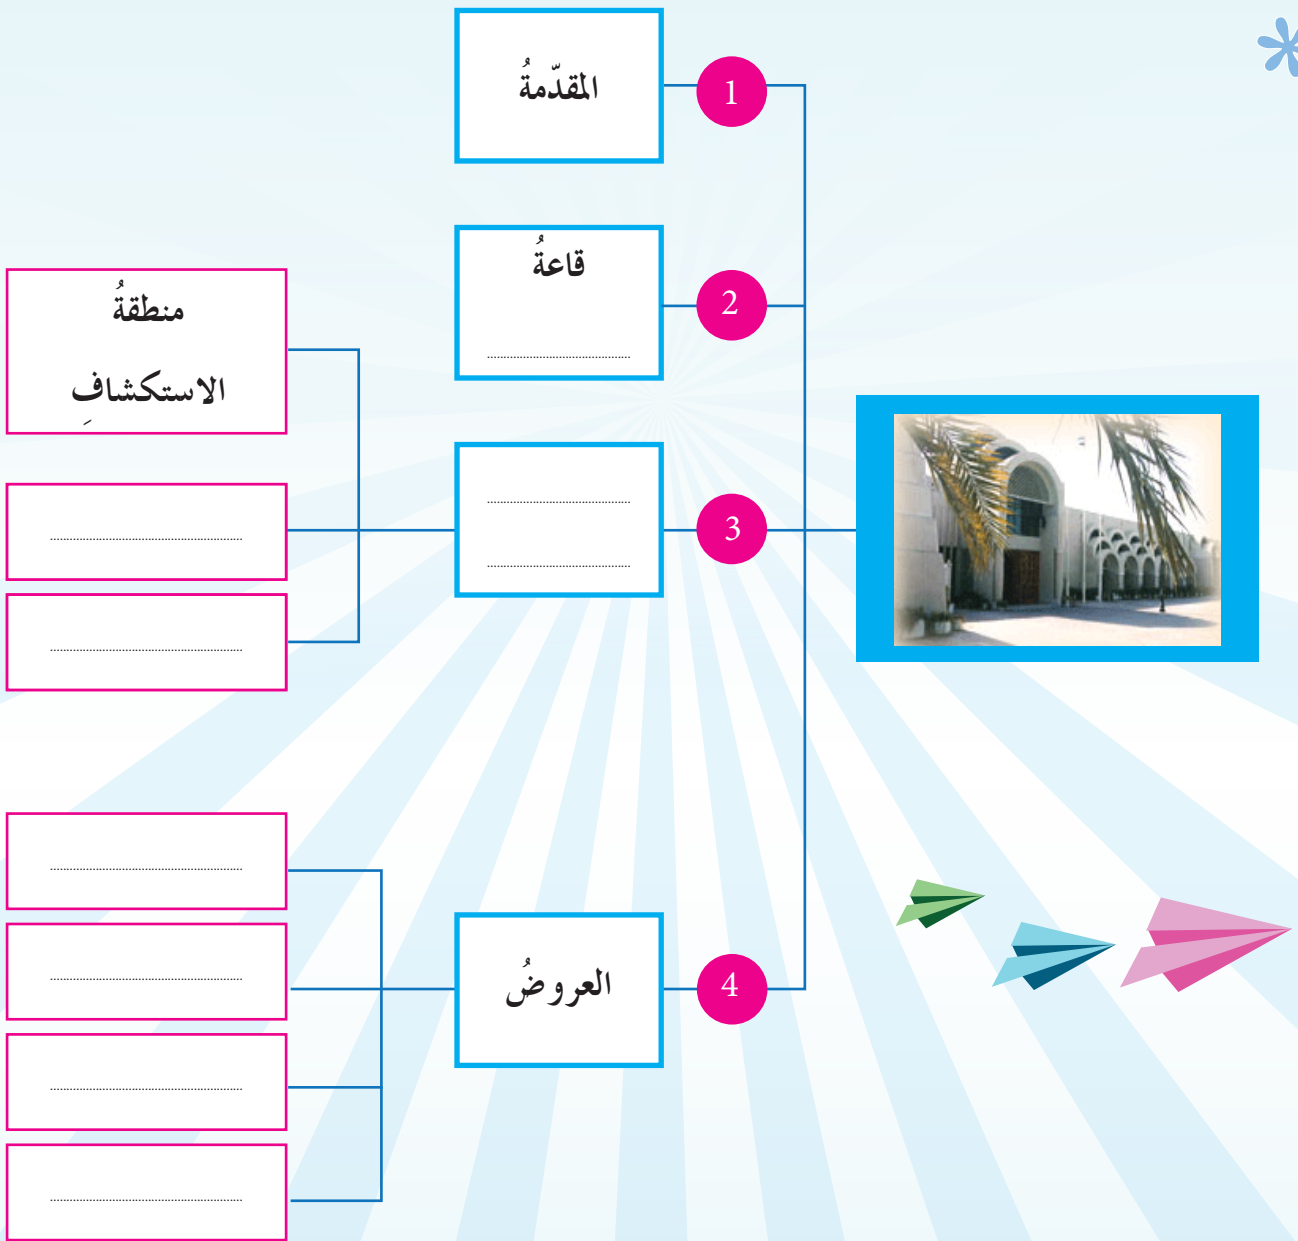 المقدّمةُ
1
قاعةُ
2
منطقةُ
الاستكشافِ
3
العروضُ
4